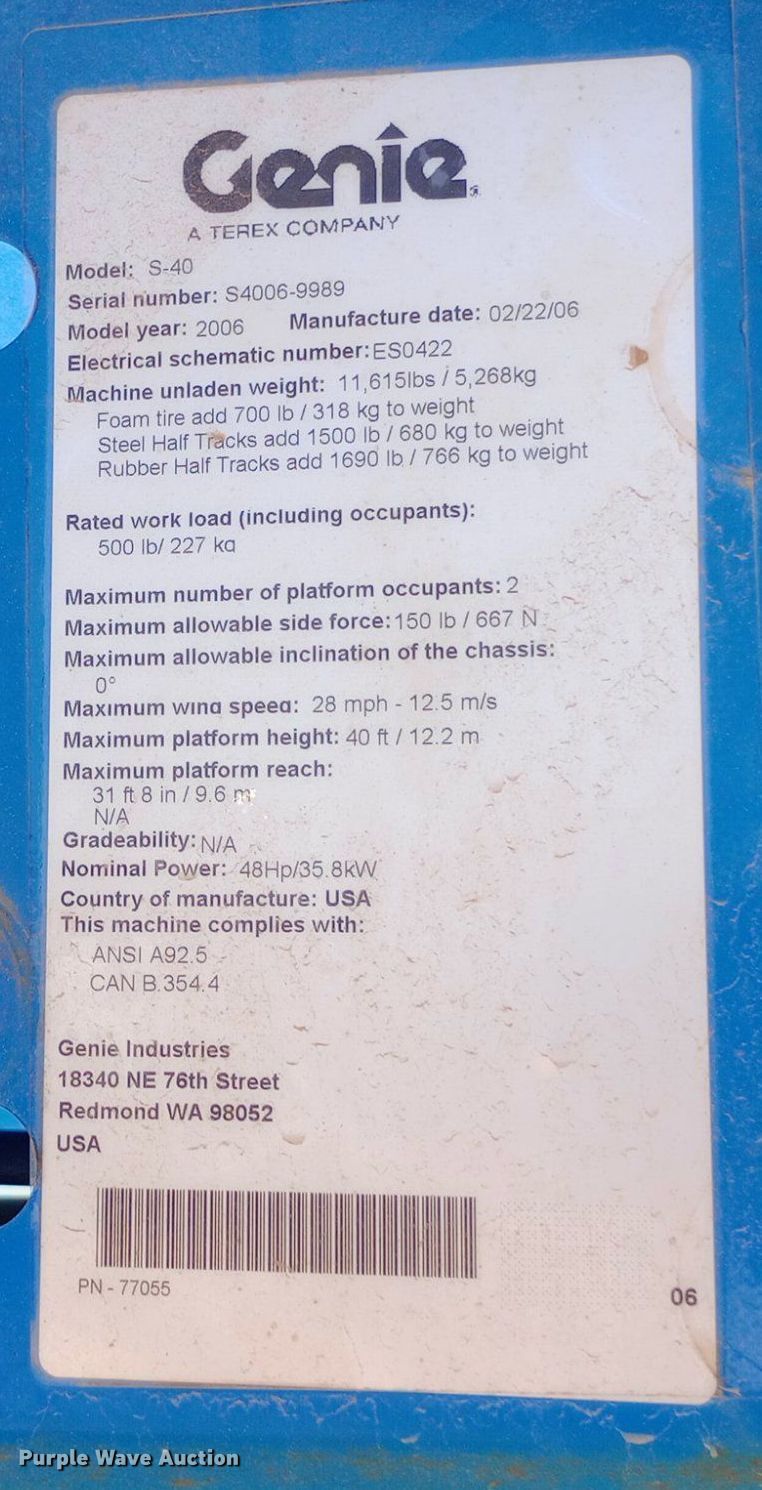 Genie
A TEREX COMPANY
Model: S-40
Serial number: S4006-9989
Model year: 2006 Manufacture date: 02/22/06
Electrical schematic number:ES0422
Machine unladen weight: 11,615lbs / 5,268kg
Foam tire add 700 lb / 318 kg to weight
Steel Half Tracks add 1500 lb / 680 kg to weight
Rubber Half Tracks add 1690 lb / 766 kg to weight
Rated work load (including occupants):
500 lb/ 227 kg
Maximum number of platform occupants: 2
Maximum allowable side force:150 lb / 667 N
Maximum allowable inclination of the chassis:
0°
Maximum wind speed: 28 mph - 12.5 m/s
Maximum platform height: 40 ft / 12.2 m
Maximum platform reach:
31 ft 8 in / 9.6 m
N/A
Gradeability: N/A
Nominal Power: 48Hp/35.8kW
Country of manufacture: USA
This machine complies with:
ANSI A92.5
CAN B.354.4
Genie Industries
18340 NE 76th Street
Redmond WA 98052
USA
PN - 77055
06
Purple Wave Auction